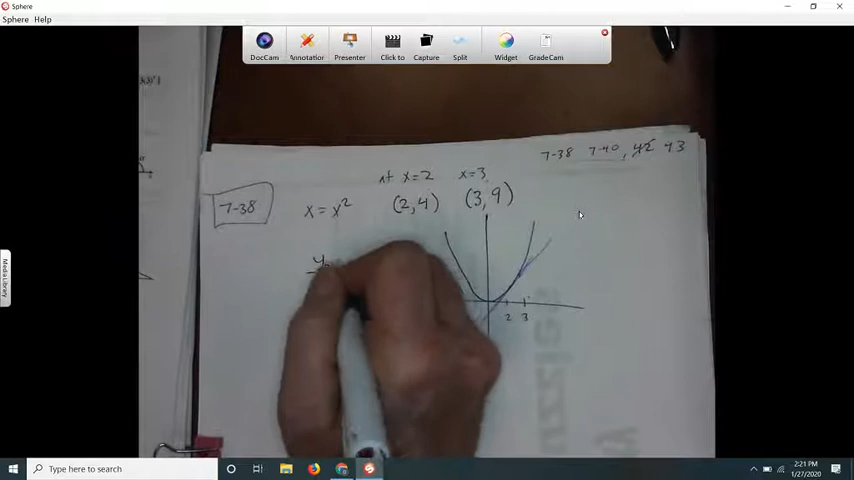 Sphere
Sphere Help
DocCam
Annotation
Presenter
Click to
Capture
Split
Widget
GradeCam
Media Library
7-38 7-40, 42 43
at x=2 x=3
7-38
x = x²
(2,4) (3,9)
4
2 3
Type here to search
2:21 PM
1/27/2020